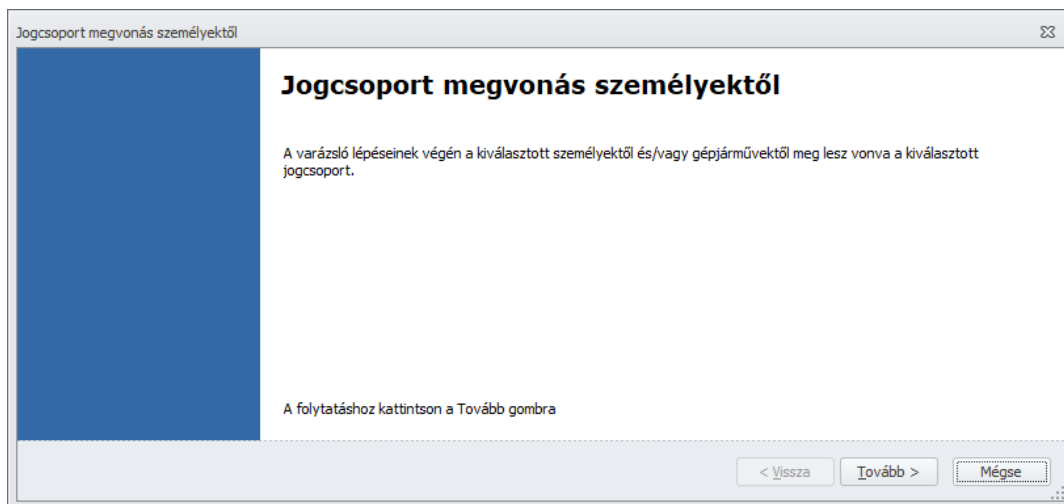 Jogcsoport megvonás személyektől
Jogcsoport megvonás személyektől
A varázsló lépéseinek végén a kiválasztott személyektől és/vagy gépjárművektől meg lesz vonva a kiválasztott
jogcsoport.
A folytatáshoz kattintson a Tovább gombra
< Vissza
Tovább >
Mégse